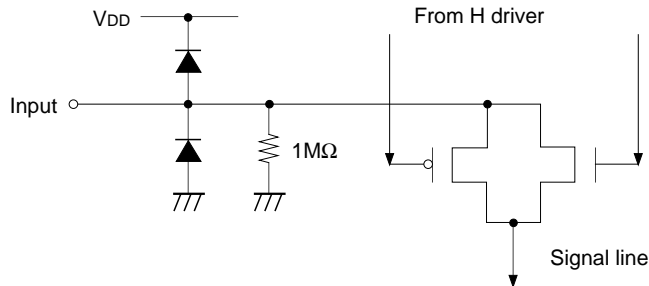 VDD
From H driver
Input
1MΩ
Signal line